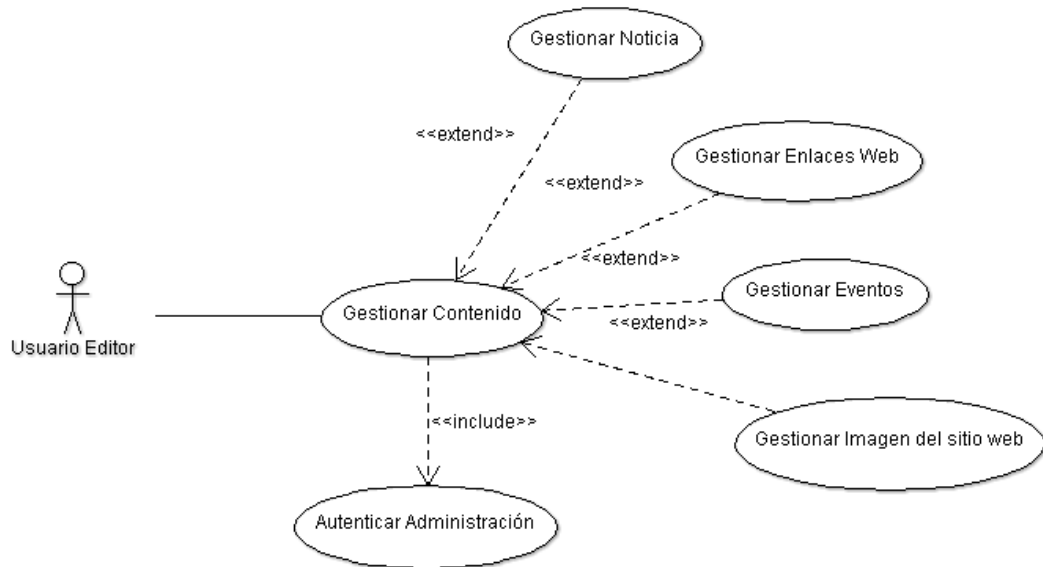 Gestionar Noticia
<<extend>>
Gestionar Enlaces Web
<<extend>>
<<extend>>
Gestionar Eventos
Gestionar Contenido
<<extend>>
Usuario Editor
<<include>>
Gestionar Imagen del sitio web
Autenticar Administración